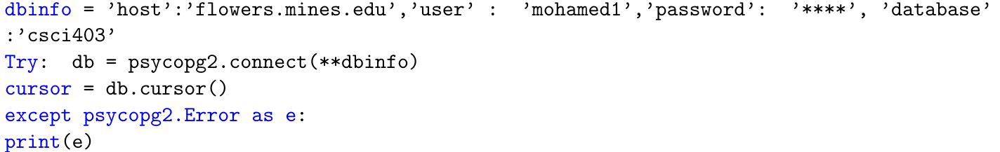 dbinfo = ’host’:’flowers.mines.edu’,’user’ : ’mohamed1’,’password’: ’****’, ’database’
:’csci403’
Try: db = psycopg2.connect(**dbinfo)
cursor = db.cursor()
except psycopg2.Error as e:
print(e)